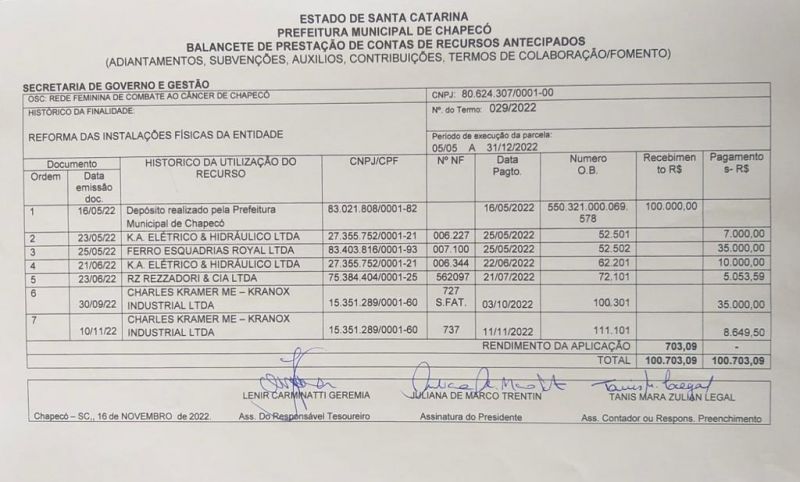 ESTADO DE SANTA CATARINA
PREFEITURA MUNICIPAL DE CHAPECÓ
BALANCETE DE PRESTAÇÃO DE CONTAS DE RECURSOS ANTECIPADOS
(ADIANTAMENTOS, SUBVENÇÕES, AUXILIOS, CONTRIBUIÇÕES, TERMOS DE COLABORAÇÃO/FOMENTO)
SECRETARIA DE GOVERNO E GESTÃO
OSC: REDE FEMININA DE COMBATE AO CÂNCER DE CHAPECÓ CNPJ: 80.624.307/0001-00
HISTÓRICO DA FINALIDADE: Nº. do Termo: 029/2022
REFORMA DAS INSTALAÇÕES FÍSICAS DA ENTIDADE
Periodo de execução da parcela:
05/05 A 31/12/2022
Documento HISTORICO DA UTILIZAÇÃO DO RECURSO CNPJ/CPF Nº NF Data Pagto. Numero O.B. Recebimen to R$ Pagamento s- R$
Ordem Data emissão doc.
1 16/05/22 Depósito realizado pela Prefeitura Municipal de Chapecó 83.021.808/0001-82 16/05/2022 550.321.000.069.578 100.000,00
2 23/05/22 K.A. ELÉTRICO & HIDRÁULICO LTDA 27.355.752/0001-21 006.227 25/05/2022 52.501 7.000,00
3 25/05/22 FERRO ESQUADRIAS ROYAL LTDA 83.403.816/0001-93 007.100 25/05/2022 52.502 35.000,00
4 21/06/22 K.A. ELÉTRICO & HIDRÁULICO LTDA 27.355.752/0001-21 006.344 22/06/2022 62.201 10.000,00
5 23/06/22 RZ REZZADORI & CIA LTDA 75.384.404/0001-25 562097 21/07/2022 72.101 5.053,59
6 30/09/22 CHARLES KRAMER ME – KRANOX INDUSTRIAL LTDA 15.351.289/0001-60 727 S.FAT. 03/10/2022 100.301 35.000,00
7 10/11/22 CHARLES KRAMER ME – KRANOX INDUSTRIAL LTDA 15.351.289/0001-60 737 11/11/2022 111.101 8.649,50
RENDIMENTO DA APLICAÇÃO 703,09 -
TOTAL 100.703,09 100.703,09
LENIR CARMINATTI GEREMIA JULIANA DE MARCO TRENTIN TANIS MARA ZULIAN LEGAL
Chapecó – SC,, 16 de NOVEMBRO de 2022. Ass. Do Responsável Tesoureiro Assinatura do Presidente Ass. Contador ou Respons. Preenchimento